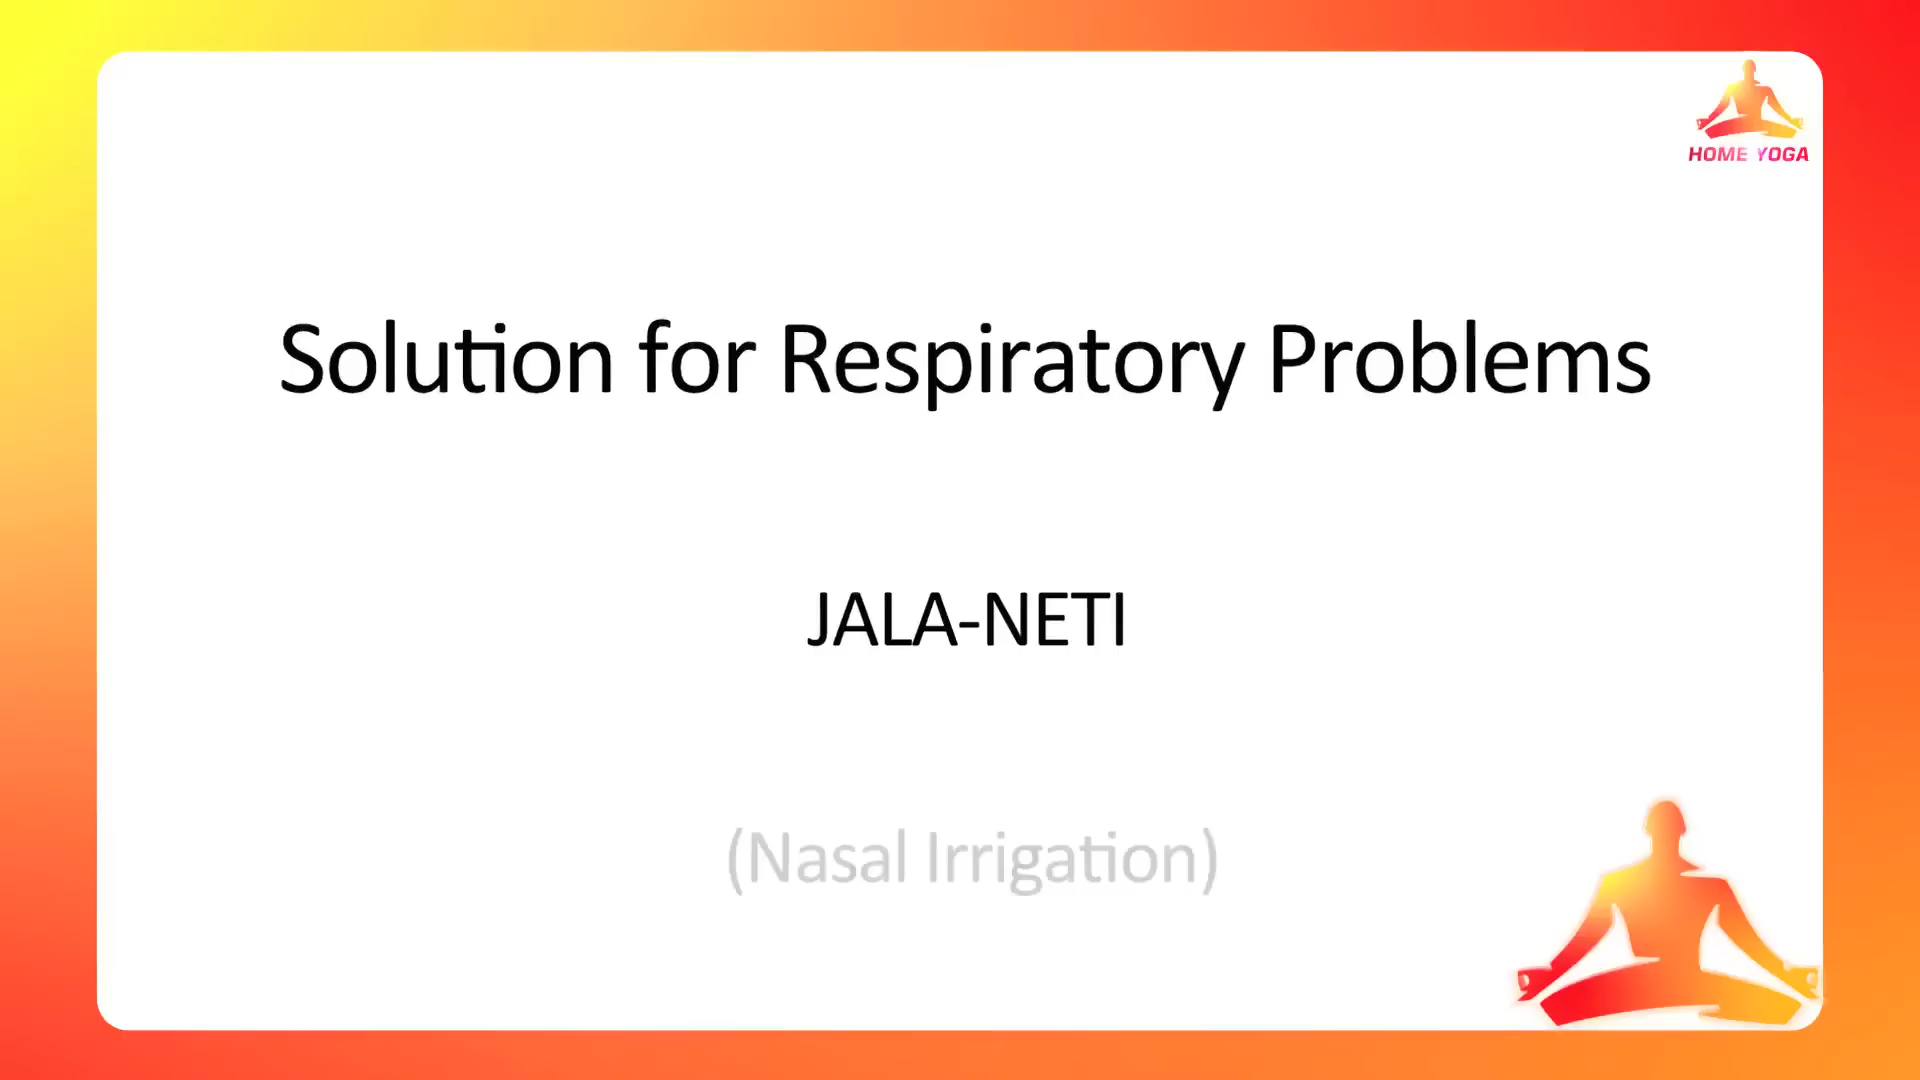 HOME YOGA
Solution for Respiratory Problems
JALA-NETI
(Nasal Irrigation)